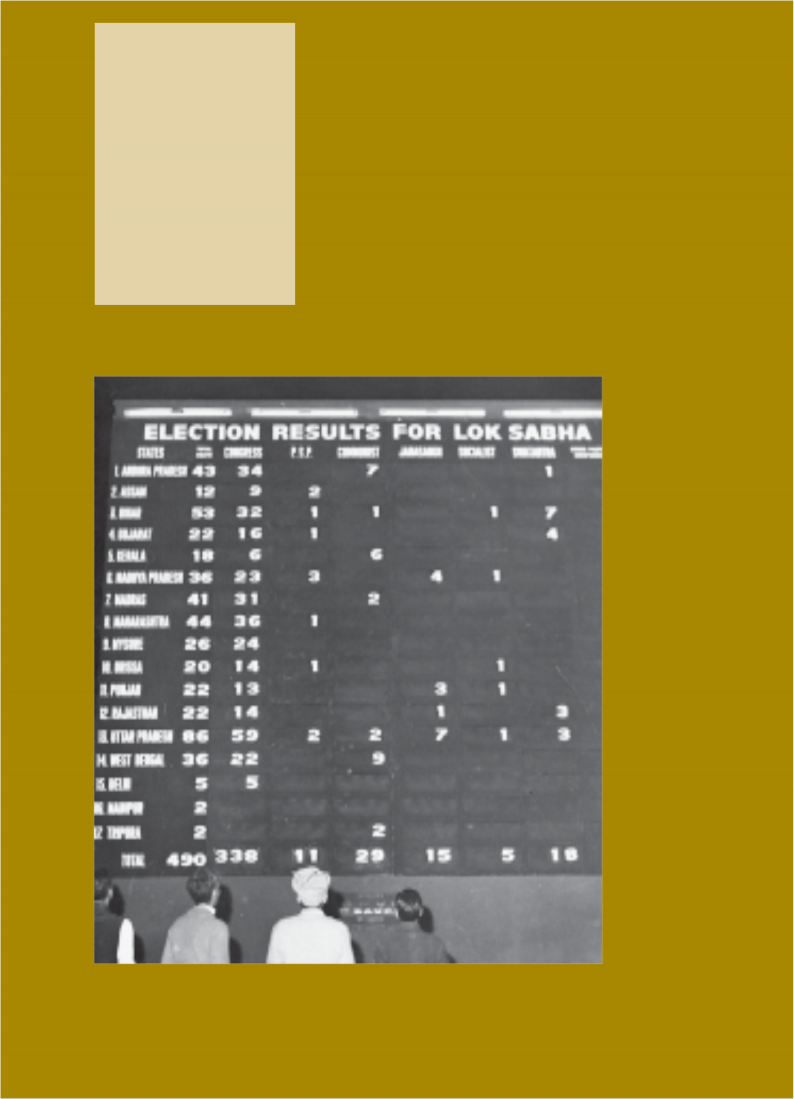 ELECTION RESULTS FOR LOK SABHA
STATES CONGRESS P.S.P. COMMUNIST JANASANGH SOCIALIST SWATANTRA
1. ANDHRA PRADESH 43 34 7 1
2. ASSAM 12 9 2
3. BIHAR 53 32 1 1 1 7
4. GUJARAT 22 16 1 4
5. KERALA 18 6 6
6. MADHYA PRADESH 36 23 3 4 1
7. MADRAS 41 31 2
8. MAHARASHTRA 44 36 1
9. MYSORE 26 24
10. ORISSA 20 14 1 1
11. PUNJAB 22 13 3 1
12. RAJASTHAN 22 14 1 3
13. UTTAR PRADESH 86 59 2 2 7 1 3
14. WEST BENGAL 36 22 9
15. DELHI 5 5
16. MANIPUR 2
17. TRIPURA 2 2
TOTAL 490 338 11 29 15 5 18